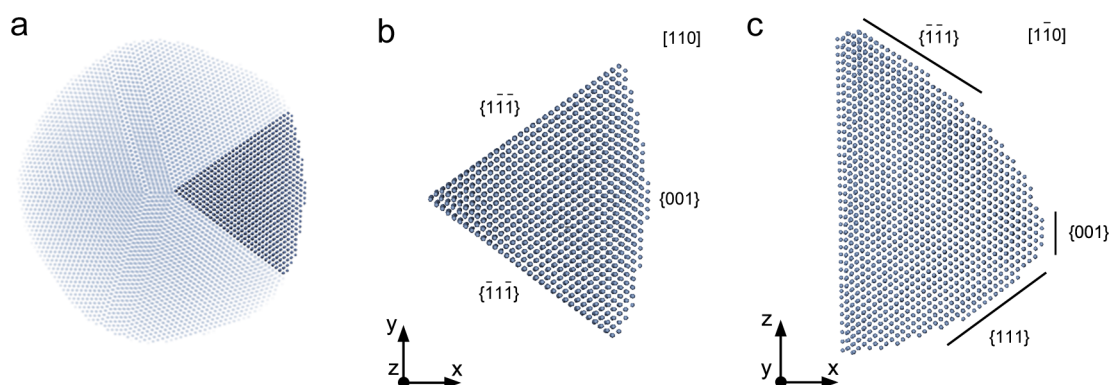 a
b
[110]
{11̄1̄}
{001}
{1̄11̄}
y
z
x
c
{1̄1̄1}
[11̄0]
{001}
{111}
z
y
x